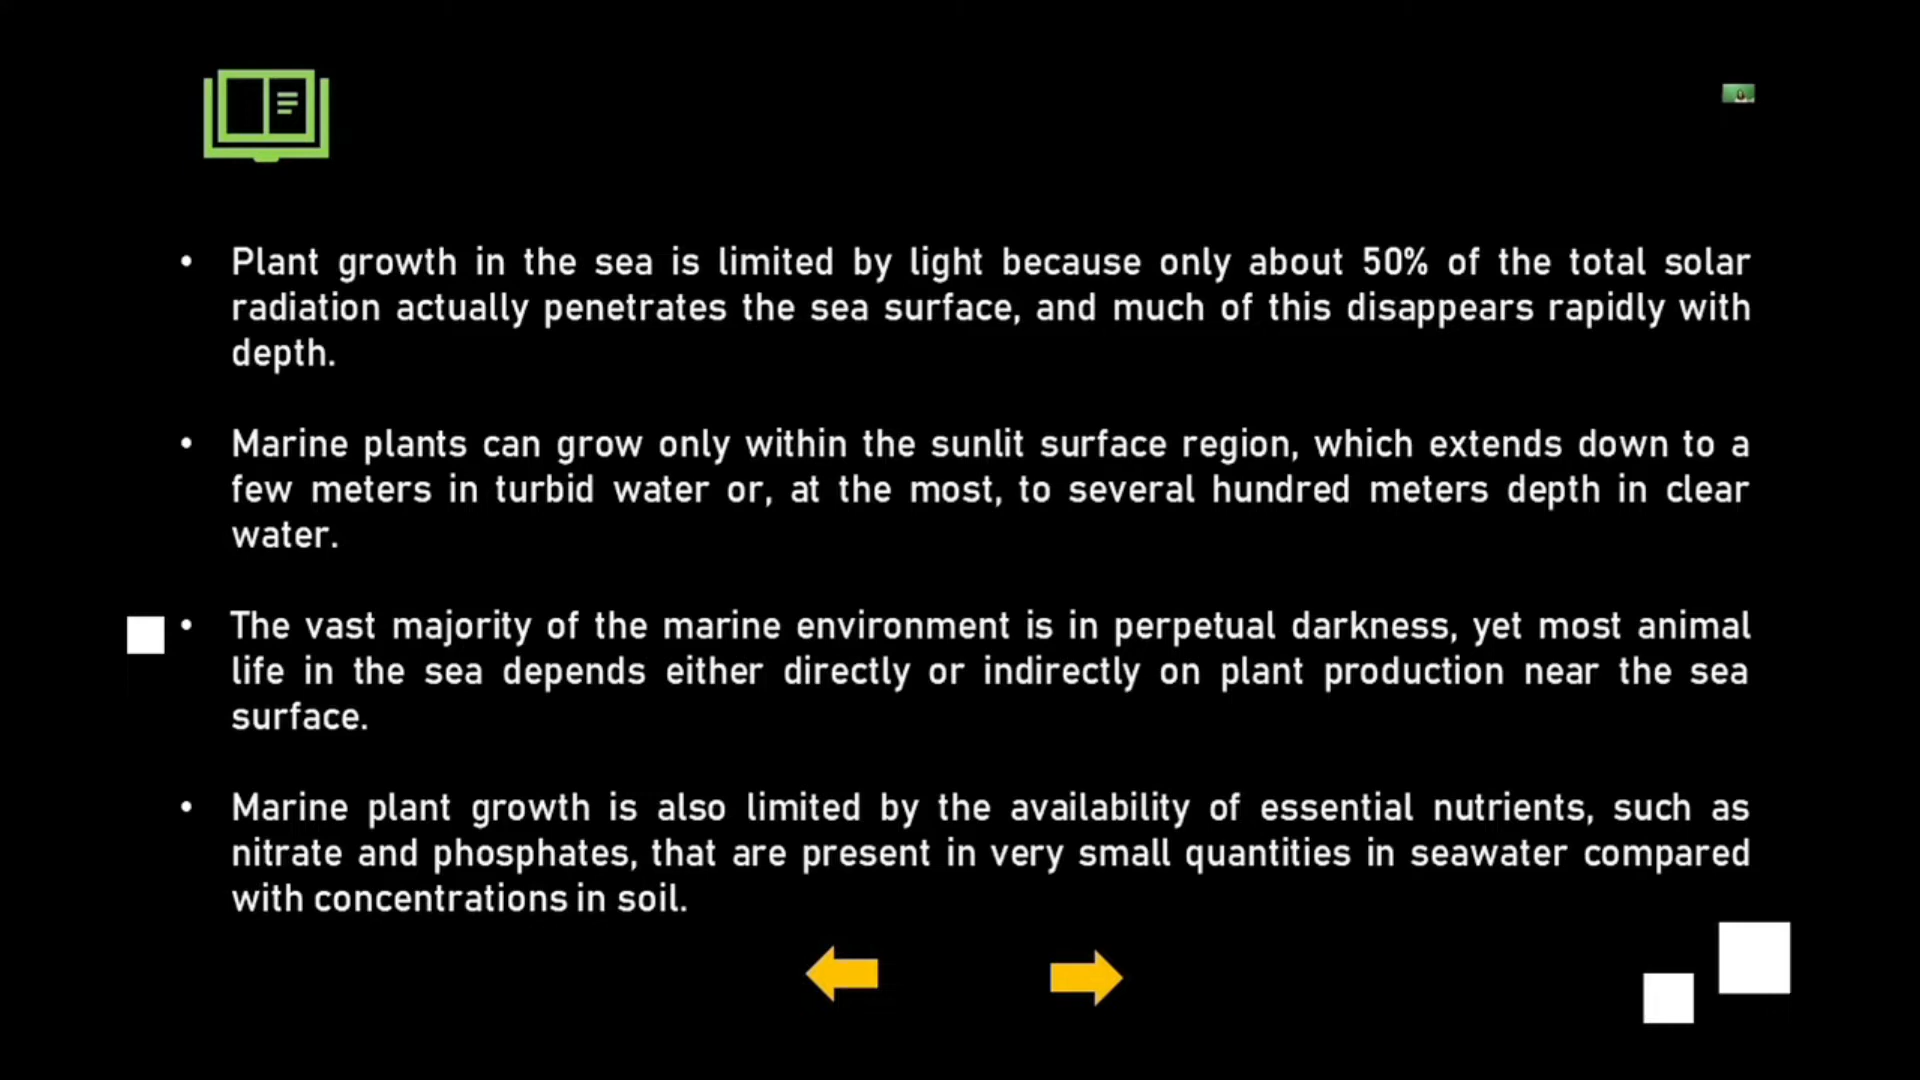 • Plant growth in the sea is limited by light because only about 50% of the total solar
radiation actually penetrates the sea surface, and much of this disappears rapidly with
depth.
• Marine plants can grow only within the sunlit surface region, which extends down to a
few meters in turbid water or, at the most, to several hundred meters depth in clear
water.
• The vast majority of the marine environment is in perpetual darkness, yet most animal
life in the sea depends either directly or indirectly on plant production near the sea
surface.
• Marine plant growth is also limited by the availability of essential nutrients, such as
nitrate and phosphates, that are present in very small quantities in seawater compared
with concentrations in soil.